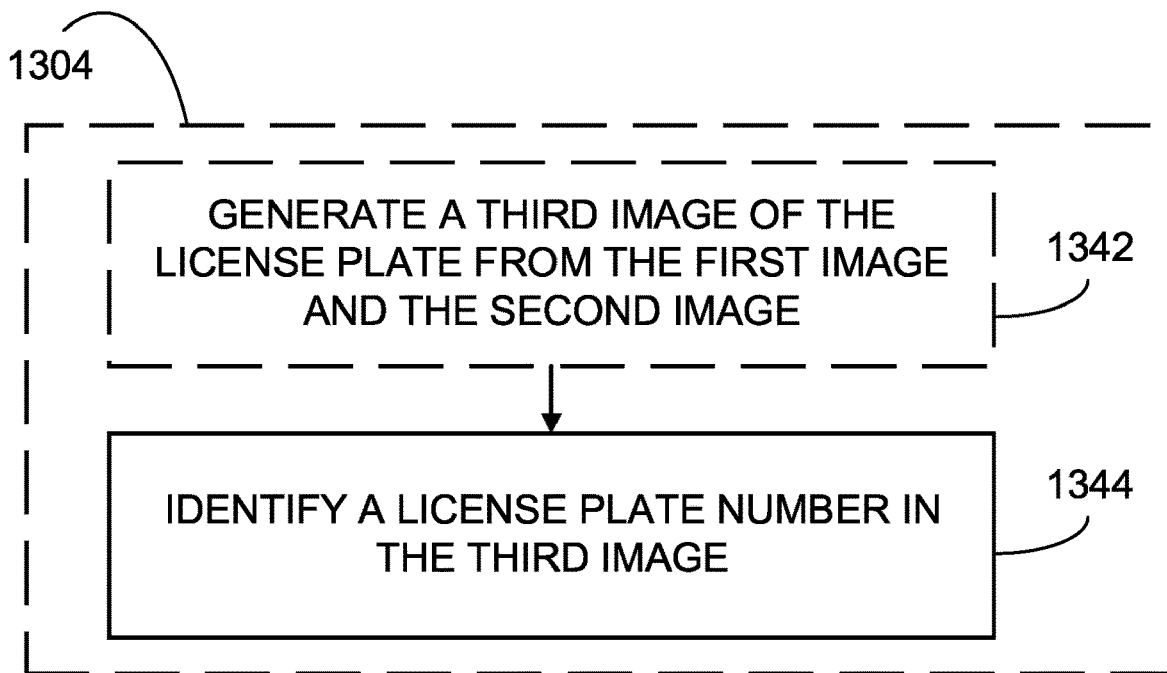 1304
GENERATE A THIRD IMAGE OF THE
LICENSE PLATE FROM THE FIRST IMAGE
AND THE SECOND IMAGE
1342
IDENTIFY A LICENSE PLATE NUMBER IN
THE THIRD IMAGE
1344